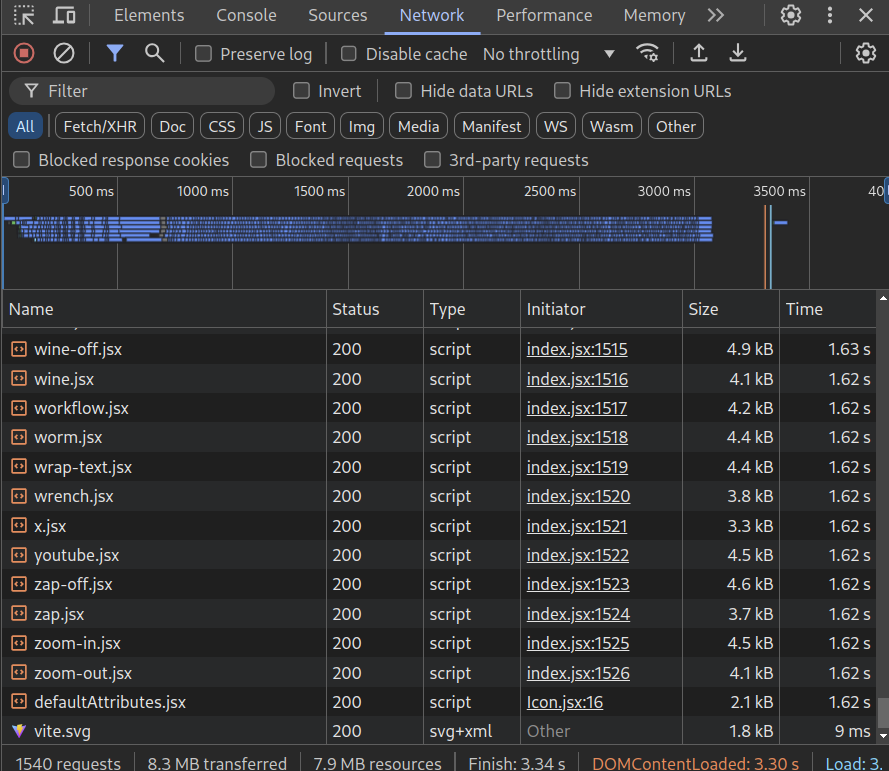 Elements Console Sources Network Performance Memory
Preserve log Disable cache No throttling
Filter Invert Hide data URLs Hide extension URLs
All Fetch/XHR Doc CSS JS Font Img Media Manifest WS Wasm Other
Blocked response cookies Blocked requests 3rd-party requests
500 ms 1000 ms 1500 ms 2000 ms 2500 ms 3000 ms 3500 ms 40
Name Status Type Initiator Size Time
wine-off.jsx 200 script index.jsx:1515 4.9 kB 1.63 s
wine.jsx 200 script index.jsx:1516 4.1 kB 1.62 s
workflow.jsx 200 script index.jsx:1517 4.2 kB 1.62 s
worm.jsx 200 script index.jsx:1518 4.4 kB 1.62 s
wrap-text.jsx 200 script index.jsx:1519 4.4 kB 1.62 s
wrench.jsx 200 script index.jsx:1520 3.8 kB 1.62 s
x.jsx 200 script index.jsx:1521 3.3 kB 1.62 s
youtube.jsx 200 script index.jsx:1522 4.5 kB 1.62 s
zap-off.jsx 200 script index.jsx:1523 4.6 kB 1.62 s
zap.jsx 200 script index.jsx:1524 3.7 kB 1.62 s
zoom-in.jsx 200 script index.jsx:1525 4.5 kB 1.62 s
zoom-out.jsx 200 script index.jsx:1526 4.1 kB 1.62 s
defaultAttributes.jsx 200 script Icon.jsx:16 2.1 kB 1.62 s
vite.svg 200 svg+xml Other 1.8 kB 9 ms
1540 requests 8.3 MB transferred 7.9 MB resources Finish: 3.34 s DOMContentLoaded: 3.30 s Load: 3.